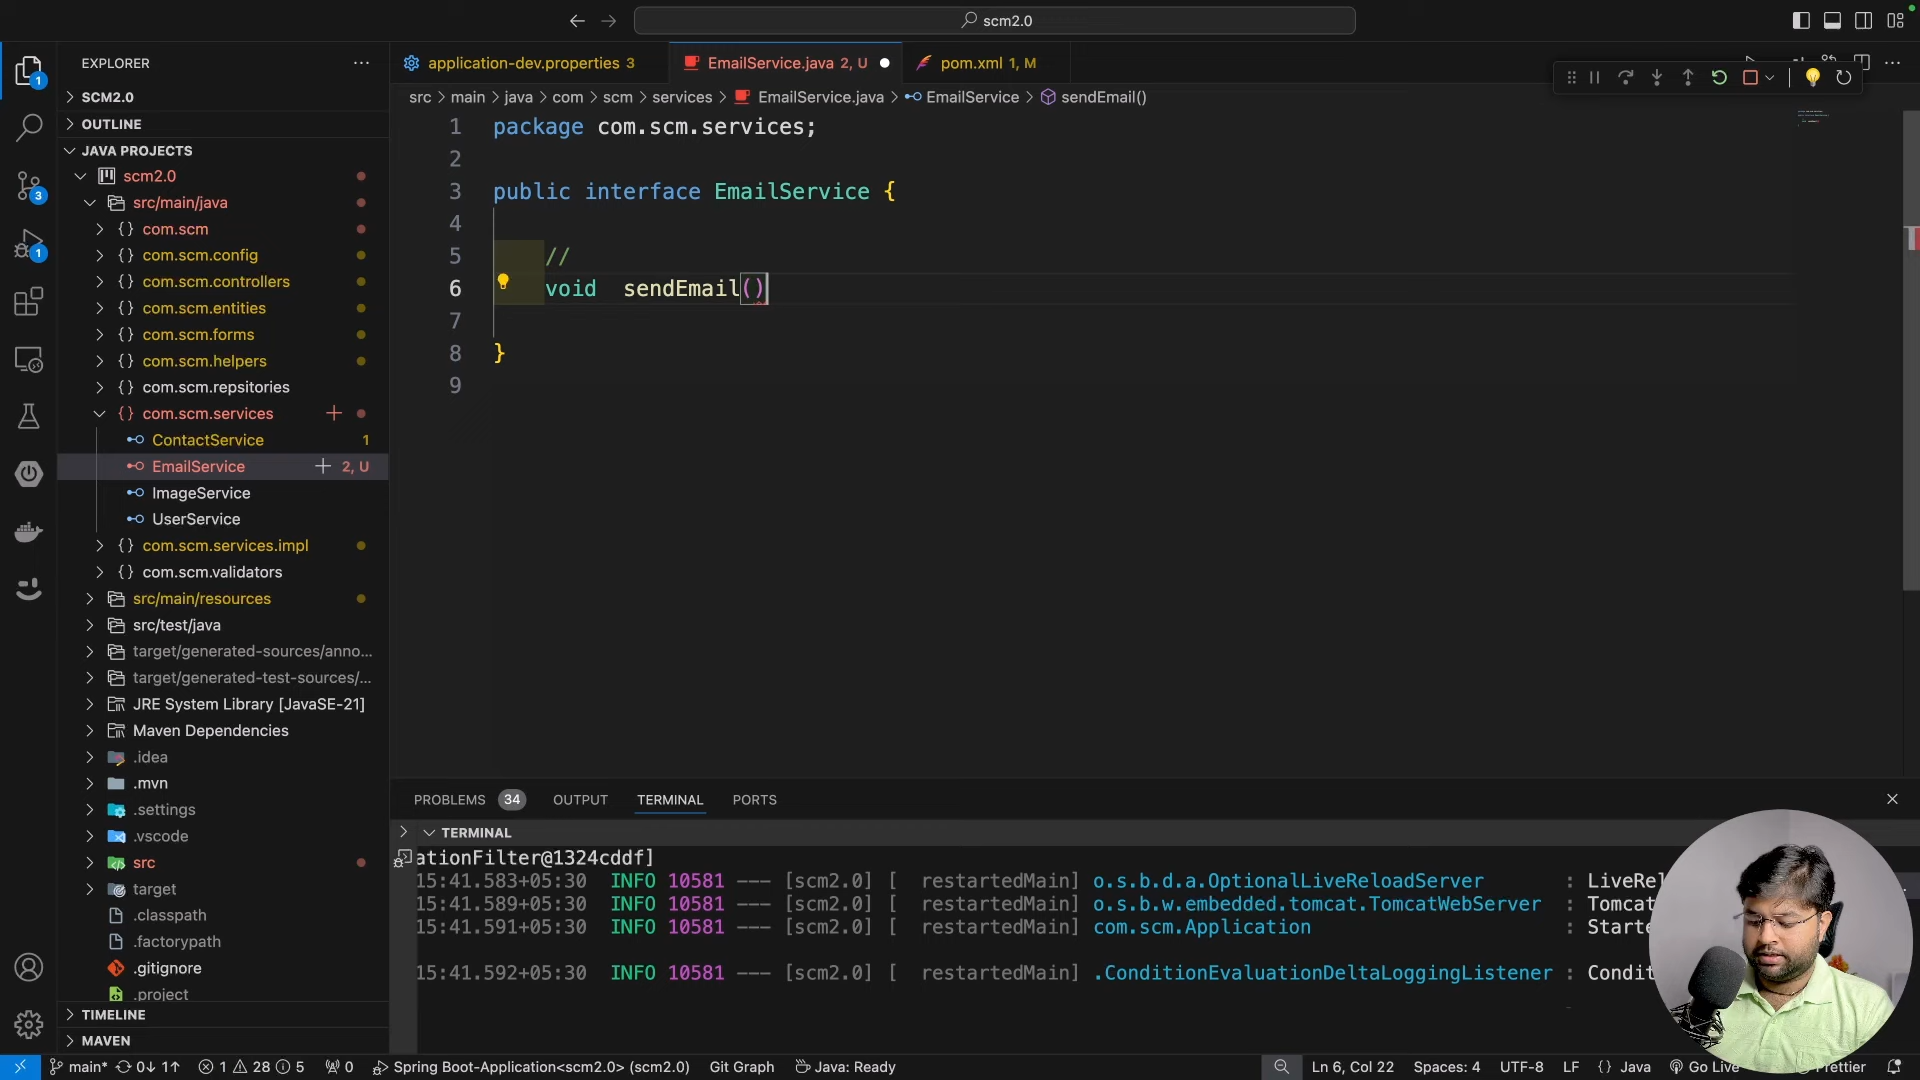 scm2.0
EXPLORER
SCM2.0
OUTLINE
JAVA PROJECTS
scm2.0
src/main/java
com.scm
com.scm.config
com.scm.controllers
com.scm.entities
com.scm.forms
com.scm.helpers
com.scm.repsitories
com.scm.services
ContactService 1
EmailService 2, U
ImageService
UserService
com.scm.services.impl
com.scm.validators
src/main/resources
src/test/java
target/generated-sources/anno...
target/generated-test-sources/...
JRE System Library [JavaSE-21]
Maven Dependencies
.idea
.mvn
.settings
.vscode
src
target
.classpath
.factorypath
.gitignore
.project
TIMELINE
MAVEN
application-dev.properties 3
EmailService.java 2, U
pom.xml 1, M
src > main > java > com > scm > services > EmailService.java > EmailService > sendEmail()
1 package com.scm.services;
2
3 public interface EmailService {
4
5 //
6 void  sendEmail()
7
8 }
9
PROBLEMS 34 OUTPUT TERMINAL PORTS
TERMINAL
ationFilter@1324cddf]
15:41.583+05:30  INFO 10581 --- [scm2.0] [  restartedMain] o.s.b.d.a.OptionalLiveReloadServer : LiveRel
15:41.589+05:30  INFO 10581 --- [scm2.0] [  restartedMain] o.s.b.w.embedded.tomcat.TomcatWebServer : Tomcat
15:41.591+05:30  INFO 10581 --- [scm2.0] [  restartedMain] com.scm.Application : Starte
15:41.592+05:30  INFO 10581 --- [scm2.0] [  restartedMain] .ConditionEvaluationDeltaLoggingListener : Condit
main* 0↓ 1↑ 1 28 5 0 Spring Boot-Application<scm2.0> (scm2.0) Git Graph Java: Ready Ln 6, Col 22 Spaces: 4 UTF-8 LF {} Java Go Live Prettier